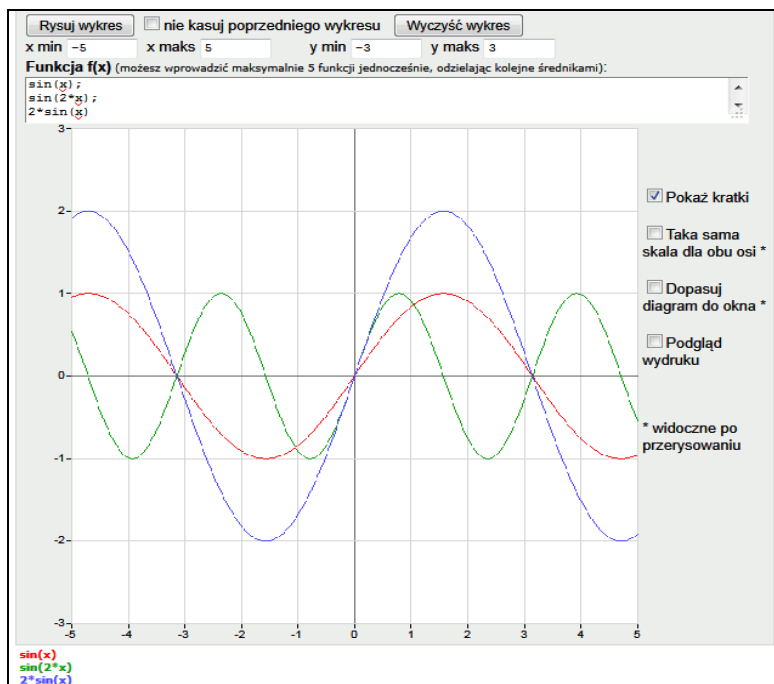 Rysuj wykres nie kasuj poprzedniego wykresu Wyczyść wykres
x min -5 x maks 5 y min -3 y maks 3
Funkcja f(x) (możesz wprowadzić maksymalnie 5 funkcji jednocześnie, odzielając kolejne średnikami):
sin(x);
sin(2*x);
2*sin(x)
3
2
1
0
-1
-2
-3
-5 -4 -3 -2 -1 0 1 2 3 4 5
Pokaż kratki
Taka sama
skala dla obu osi *
Dopasuj
diagram do okna *
Podgląd
wydruku
* widoczne po
przerysowaniu
sin(x)
sin(2*x)
2*sin(x)